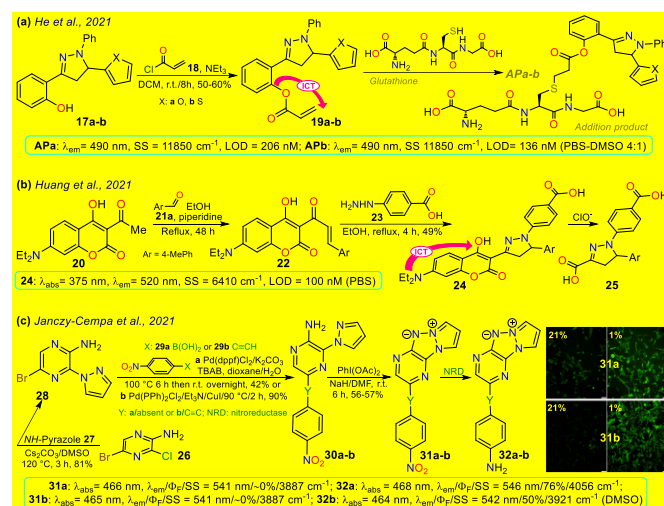 (a) He et al., 2021
Ph
N-N
X
OH
17a-b
O
Cl 18, NEt₃
DCM, r.t./8h, 50-60%
X: a O, b S
Ph
N-N
X
O ICT
O
19a-b
SH
HO O O H N O OH
NH₂ O N H O
Glutathione
APa-b
Ph
N-N
O
O X
S
O O H N O OH
HO NH₂ N H O
Addition product
APa: λem= 490 nm, SS = 11850 cm⁻¹, LOD = 206 nM; APb: λem= 490 nm, SS 11850 cm⁻¹, LOD= 136 nM (PBS-DMSO 4:1)
(b) Huang et al., 2021
OH O
Me
NEt₂ O O
20
Ar O EtOH
21a, piperidine
Reflux, 48 h
Ar = 4-MePh
OH O
NEt₂ O O Ar
22
H₂NHN O
23 OH
EtOH, reflux, 4 h, 49%
O
OH
OH N-N
Ar
NEt₂ ICT O O
24
ClO⁻
O
OH
N-N
HO Ar
O
25
24: λabs= 375 nm, λem= 520 nm, SS = 6410 cm⁻¹, LOD = 100 nM (PBS)
(c) Janczy-Cempa et al., 2021
N NH₂
Br N N N
28
NH-Pyrazole 27
Cs₂CO₃/DMSO
120 °C, 3 h, 81%
N NH₂
Br N Cl
26
X: 29a B(OH)₂ or 29b C≡CH
NO₂ X
a Pd(dppf)Cl₂/K₂CO₃
TBAB, dioxane/H₂O
100 °C 6 h then r.t. overnight, 42% or
b Pd(PPh)₂Cl₂/Et₃N/CuI/90 °C/2 h, 90%
Y: a/absent or b/C≡C; NRD: nitroreductase
NH₂ N N
N N
Y
NO₂
30a-b
PhI(OAc)₂
NaH/DMF, r.t.
6 h, 56-57%
N N N
N N
Y
NO₂
31a-b
NRD
N N N
N N
Y
NH₂
32a-b
21% 1%
31a
21% 1%
31b
31a: λabs= 466 nm, λem/ΦF/SS = 541 nm/~0%/3887 cm⁻¹; 32a: λabs= 468 nm, λem/ΦF/SS = 546 nm/76%/4056 cm⁻¹;
31b: λabs= 465 nm, λem/ΦF/SS = 541 nm/~0%/3887 cm⁻¹; 32b: λabs= 464 nm, λem/ΦF/SS = 542 nm/50%/3921 cm⁻¹ (DMSO)